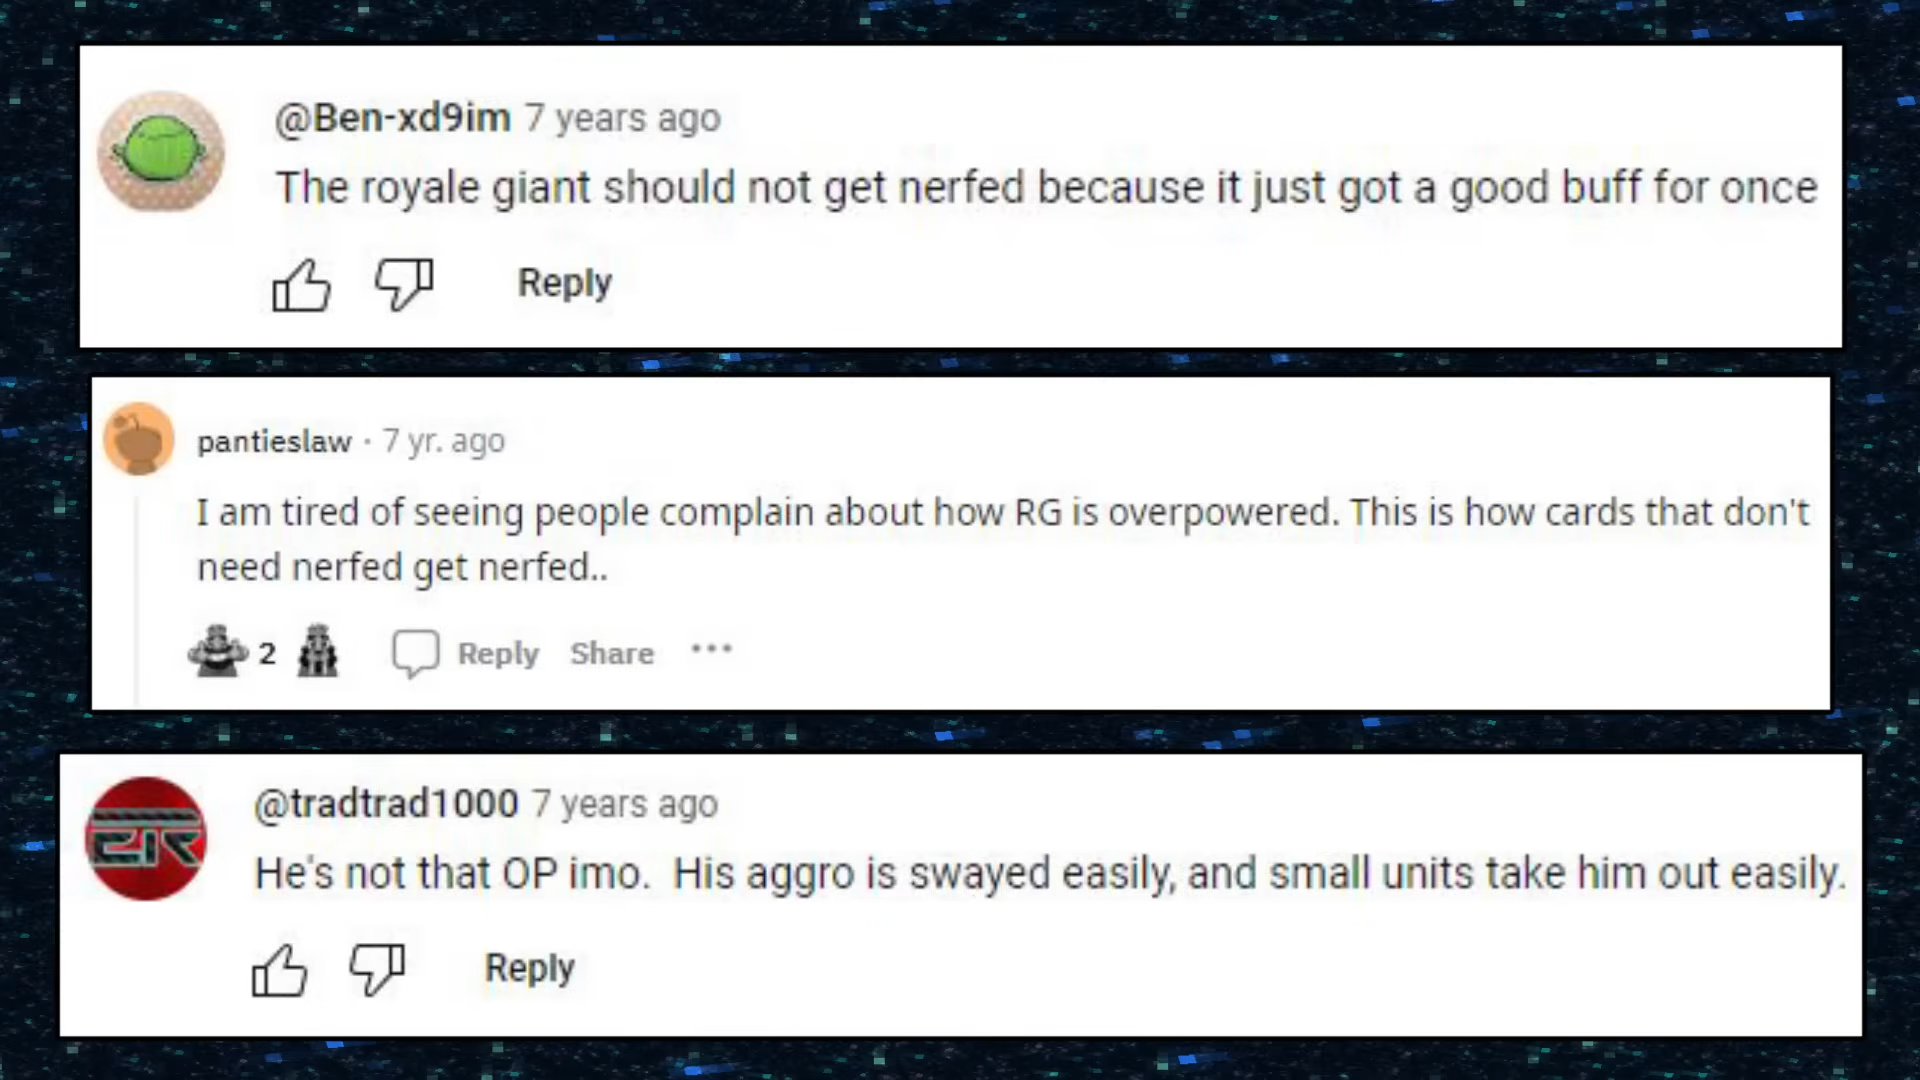 @Ben-xd9im 7 years ago
The royale giant should not get nerfed because it just got a good buff for once
Reply
pantieslaw · 7 yr. ago
I am tired of seeing people complain about how RG is overpowered. This is how cards that don't
need nerfed get nerfed..
2 Reply Share ···
@tradtrad1000 7 years ago
He's not that OP imo.  His aggro is swayed easily, and small units take him out easily.
Reply